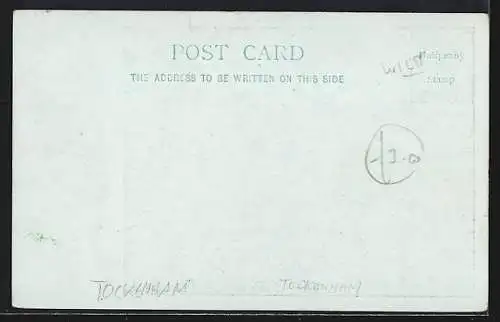 POST CARD
THE ADDRESS TO BE WRITTEN ON THIS SIDE
Halfpenny
Stamp
TOCKENHAM
TOCKENHAM